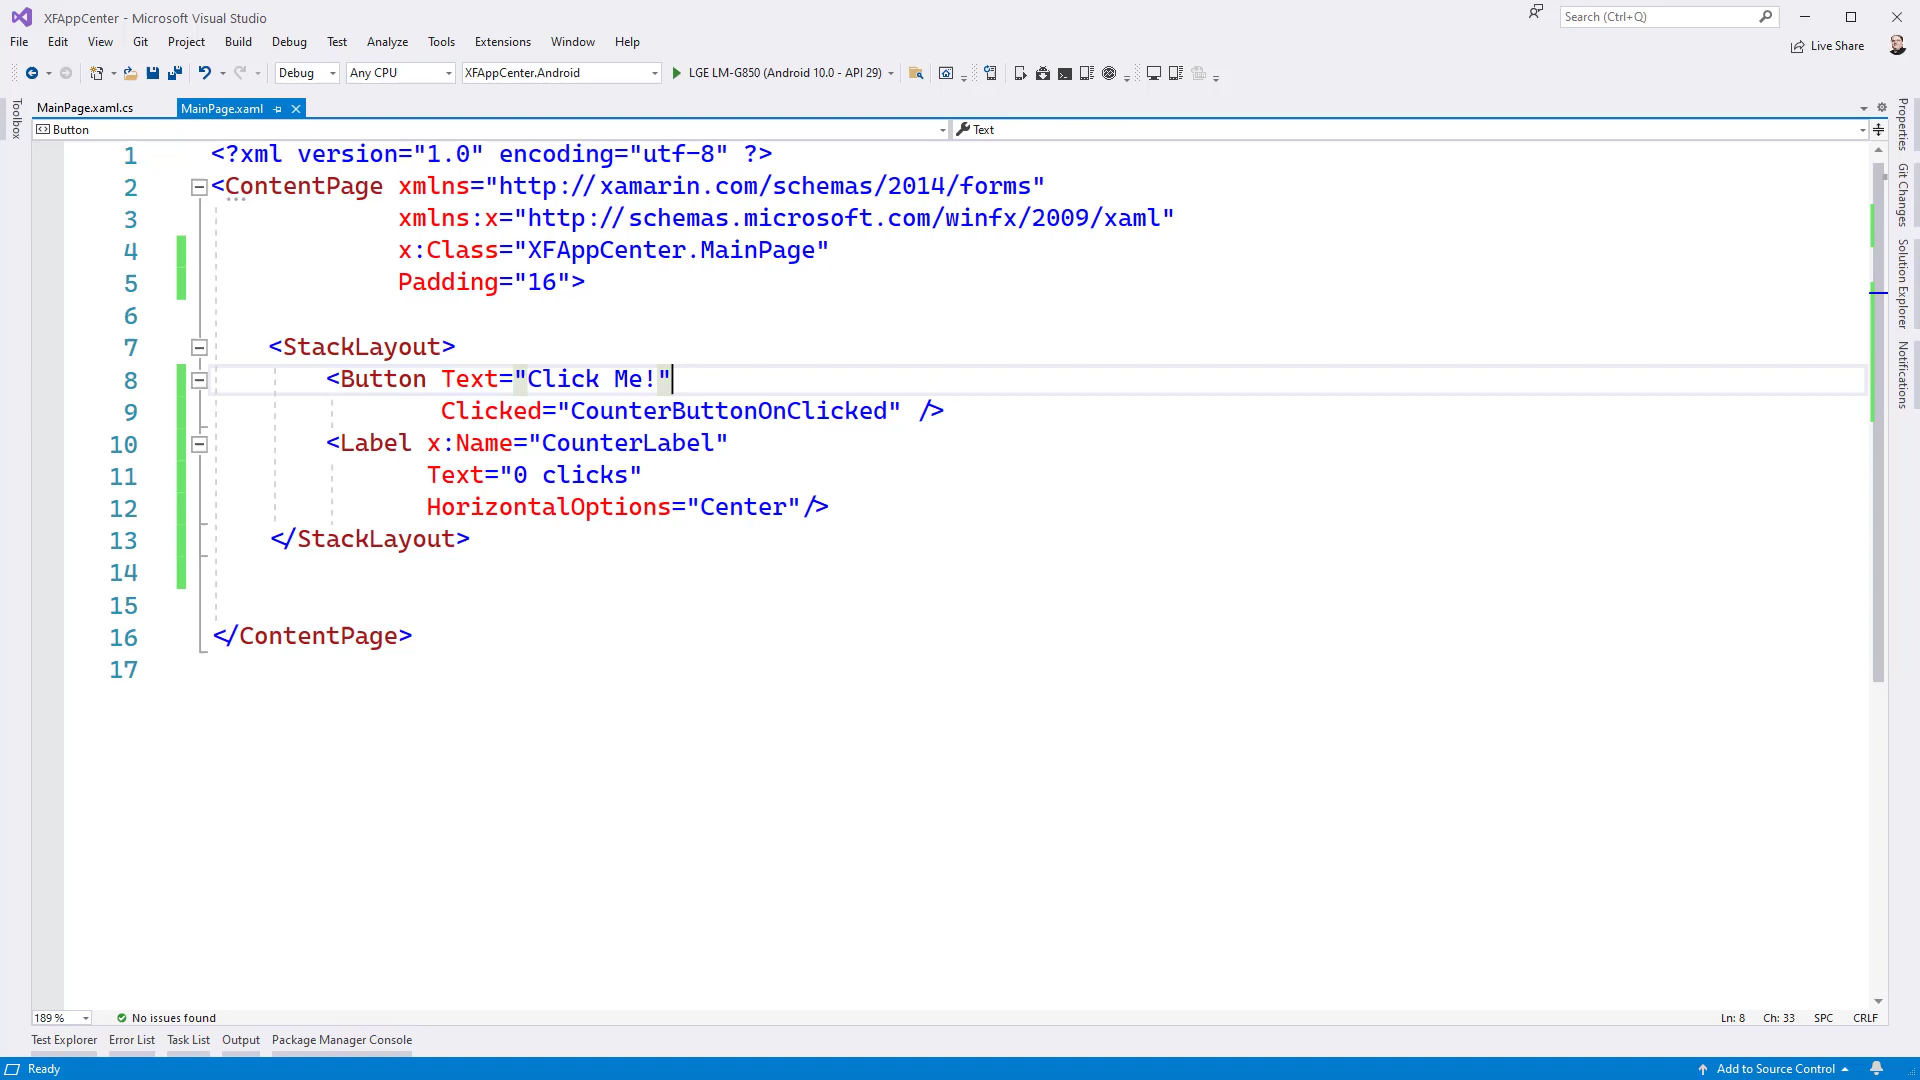 XFAppCenter - Microsoft Visual Studio
Search (Ctrl+Q)
File Edit View Git Project Build Debug Test Analyze Tools Extensions Window Help
Live Share
Debug Any CPU XFAppCenter.Android LGE LM-G850 (Android 10.0 - API 29)
Toolbox
MainPage.xaml.cs MainPage.xaml
Button Text
1 <?xml version="1.0" encoding="utf-8" ?>
2 <ContentPage xmlns="http://xamarin.com/schemas/2014/forms"
3 xmlns:x="http://schemas.microsoft.com/winfx/2009/xaml"
4 x:Class="XFAppCenter.MainPage"
5 Padding="16">
6
7 <StackLayout>
8 <Button Text="Click Me!"
9 Clicked="CounterButtonOnClicked" />
10 <Label x:Name="CounterLabel"
11 Text="0 clicks"
12 HorizontalOptions="Center"/>
13 </StackLayout>
14
15
16 </ContentPage>
17
Properties
Git Changes
Solution Explorer
Notifications
189 % No issues found Ln: 8 Ch: 33 SPC CRLF
Test Explorer Error List Task List Output Package Manager Console
Ready Add to Source Control